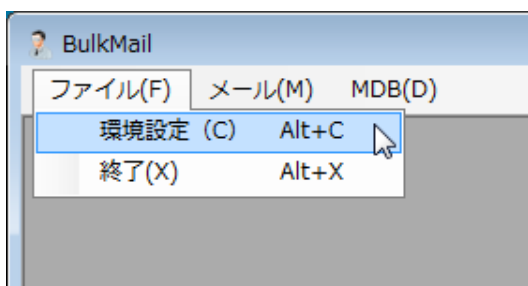 BulkMail
ファイル(F) メール(M) MDB(D)
環境設定（C） Alt+C
終了(X) Alt+X